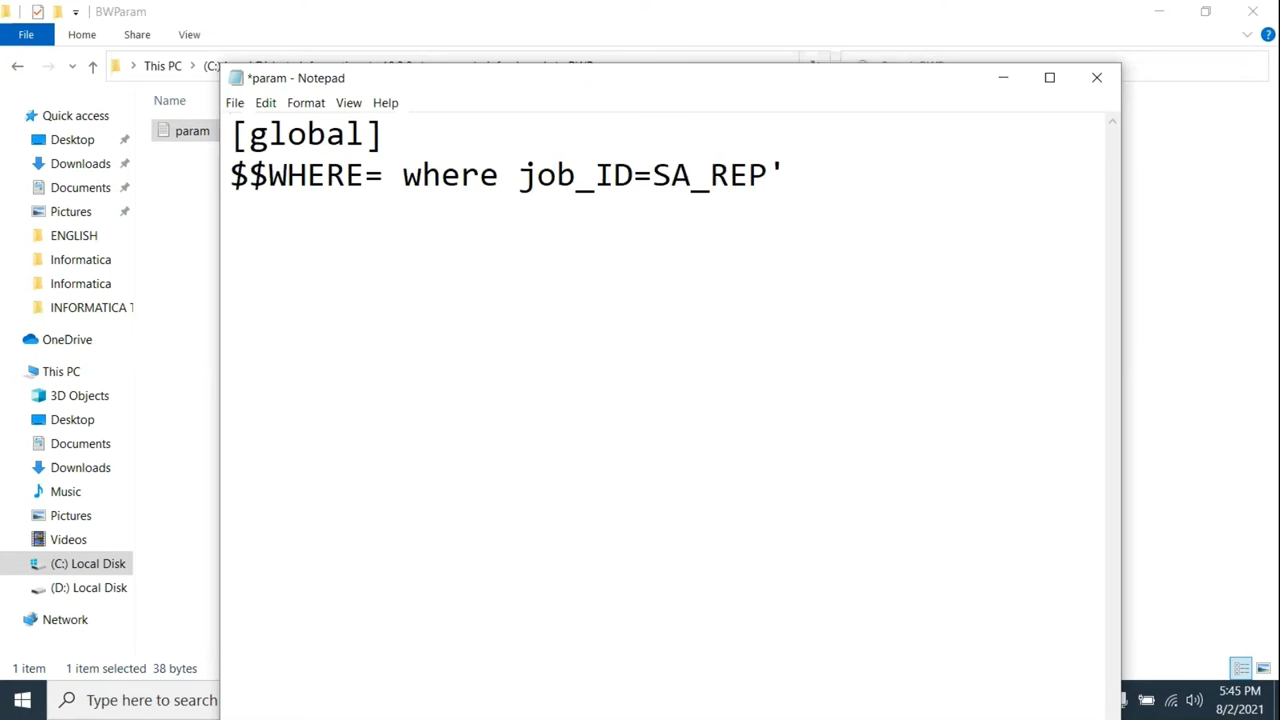 BWParam
File Home Share View
This PC (C:)
*param - Notepad
File Edit Format View Help
[global]
$$WHERE= where job_ID=SA_REP'
Name
param
Quick access
Desktop
Downloads
Documents
Pictures
ENGLISH
Informatica
Informatica
INFORMATICA T
OneDrive
This PC
3D Objects
Desktop
Documents
Downloads
Music
Pictures
Videos
(C:) Local Disk
(D:) Local Disk
Network
1 item 1 item selected 38 bytes
Type here to search
5:45 PM
8/2/2021